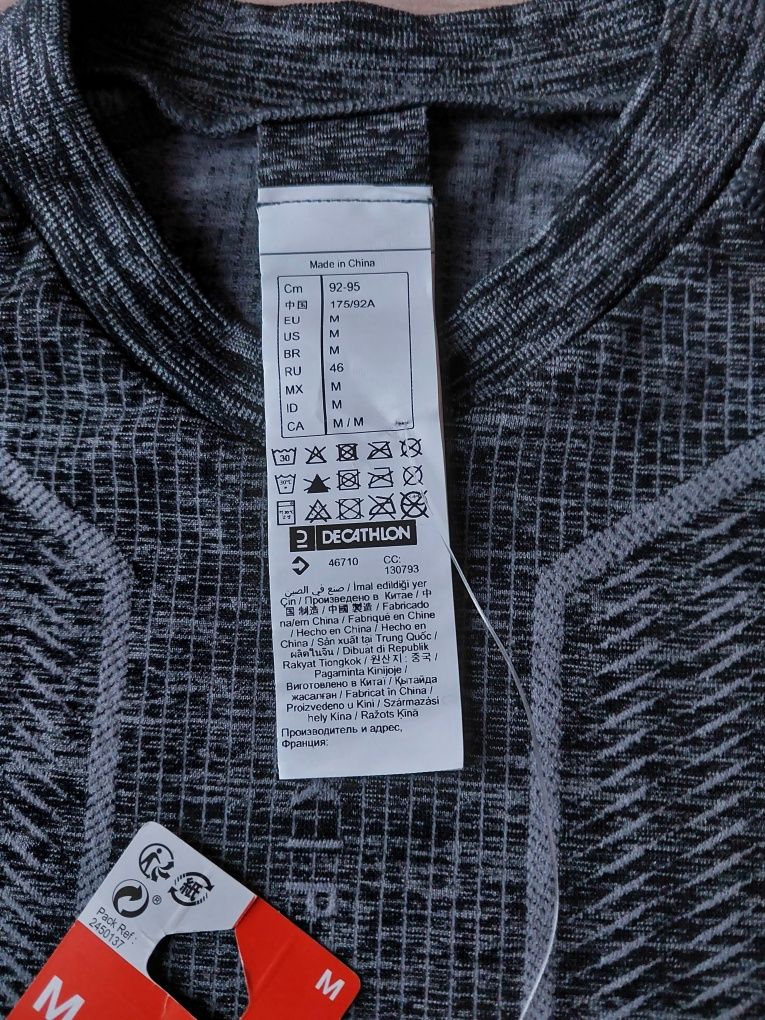 Made in China
Cm 92-95
中国 175/92A
EU M
US M
BR M
RU 46
MX M
ID M
CA M / M
30
30°C
DECATHLON
46710 CC:
130793
صنع في الصين / İmal edildiği yer
Çin / Произведено в Китае / 中
国 制造 / 中國 製造 / Fabricado
na/em China / Fabriqué en Chine
/ Hecho en China / Hecho en
China / Sản xuất tại Trung Quốc /
ผลิตในจีน / Dibuat di Republik
Rakyat Tiongkok / 원산지: 중국 /
Pagaminta Kinijoje /
Виготовлено в Китаї / Қытайда
жасалған / Fabricat în China /
Proizvedeno u Kini / Származási
hely Kína / Ražots Ķīnā
Производитель и адрес,
Франция:
紙
®
Pack Ref :
2450137
M
M